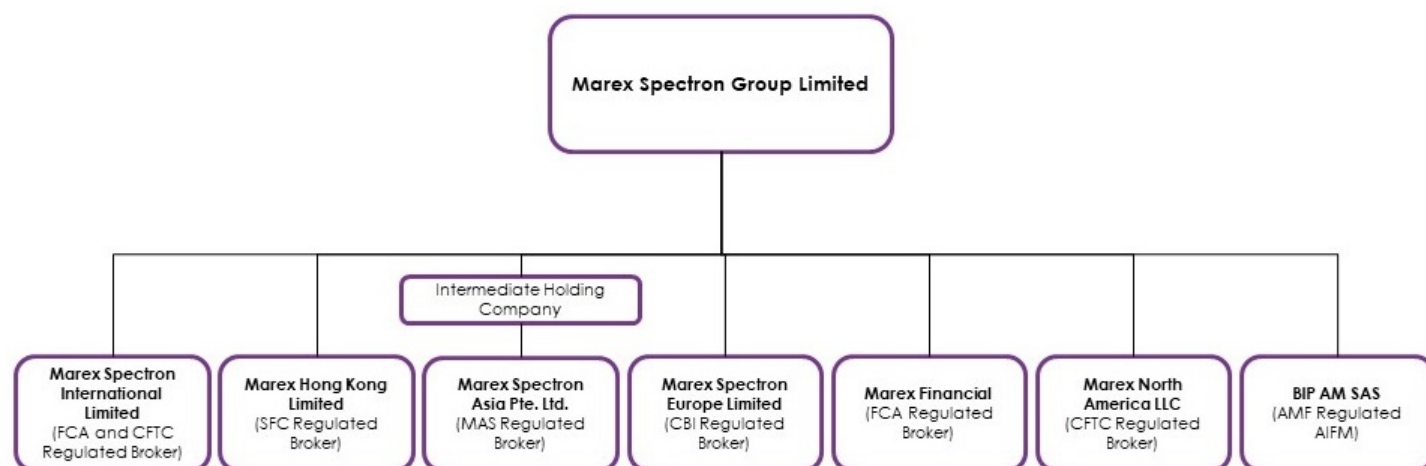 Marex Spectron Group Limited
Intermediate Holding
Company
Marex Spectron
International
Limited
(FCA and CFTC
Regulated Broker)
Marex Hong Kong
Limited
(SFC Regulated
Broker)
Marex Spectron
Asia Pte. Ltd.
(MAS Regulated
Broker)
Marex Spectron
Europe Limited
(CBI Regulated
Broker)
Marex Financial
(FCA Regulated
Broker)
Marex North
America LLC
(CFTC Regulated
Broker)
BIP AM SAS
(AMF Regulated
AIFM)